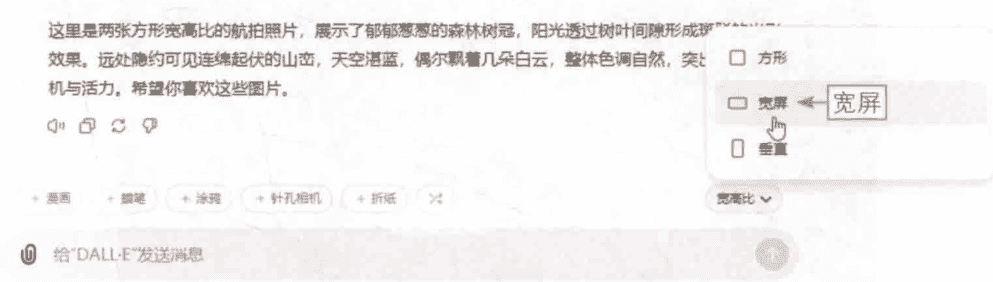 这里是两张方形宽高比的航拍照片，展示了郁郁葱葱的森林树冠，阳光透过树叶间隙形成斑
效果。远处隐约可见连绵起伏的山峦，天空湛蓝，偶尔飘着几朵白云，整体色调自然，突出
机与活力。希望你喜欢这些图片。
方形
宽屏 宽屏
垂直
+ 漫画 + 蜡笔 + 涂鸦 + 针孔相机 + 折纸 宽高比
给“DALL·E”发送消息